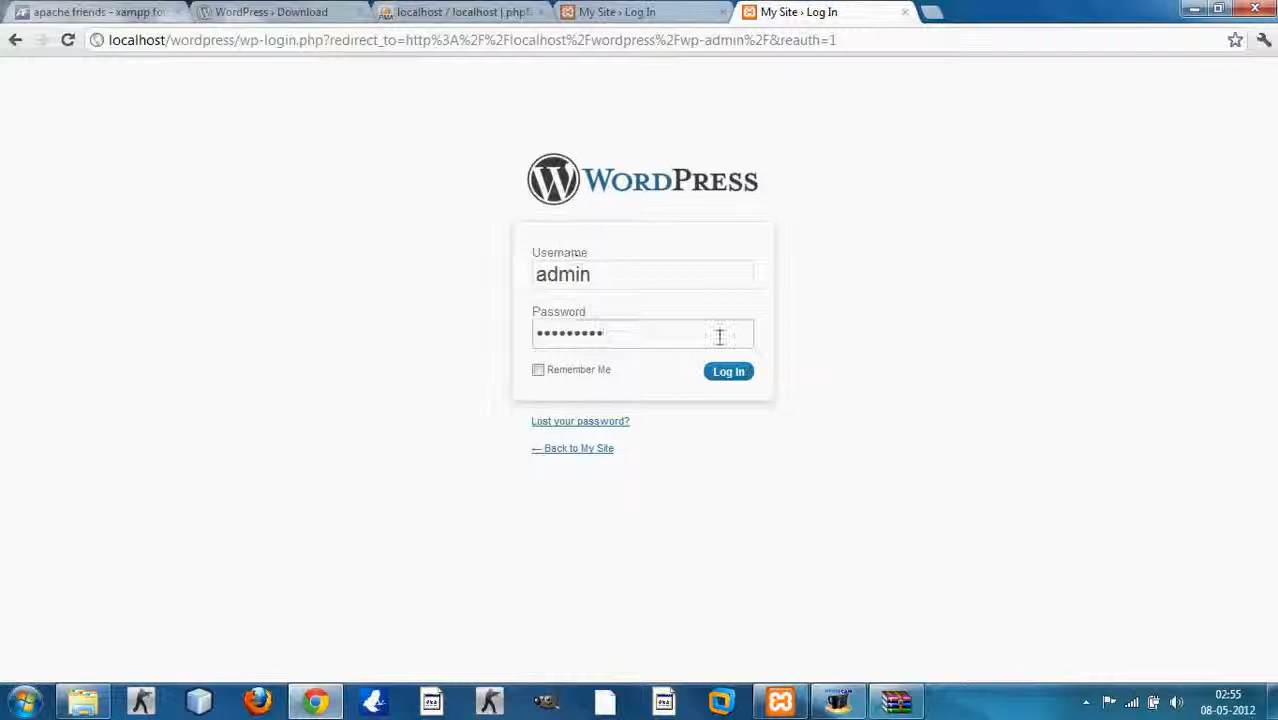 apache friends - xampp for
WordPress › Download
localhost / localhost | phpM
My Site › Log In
My Site › Log In
localhost/wordpress/wp-login.php?redirect_to=http%3A%2F%2Flocalhost%2Fwordpress%2Fwp-admin%2F&reauth=1
WORDPRESS
Username
admin
Password
Remember Me
Log In
Lost your password?
← Back to My Site
02:55
08-05-2012